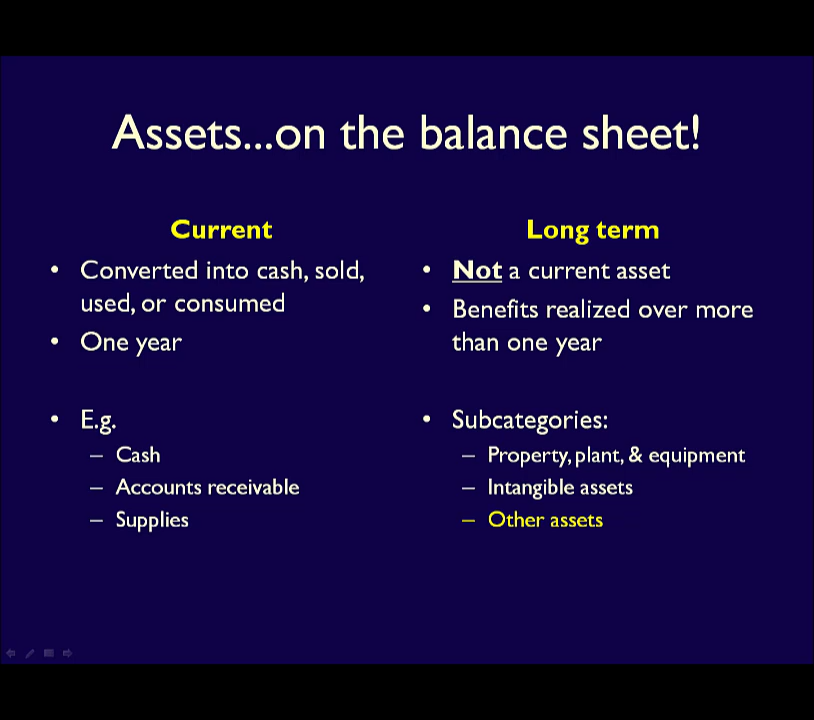 Assets...on the balance sheet!
Current
• Converted into cash, sold,
used, or consumed
• One year
• E.g.
– Cash
– Accounts receivable
– Supplies
Long term
• Not a current asset
• Benefits realized over more
than one year
• Subcategories:
– Property, plant, & equipment
– Intangible assets
– Other assets